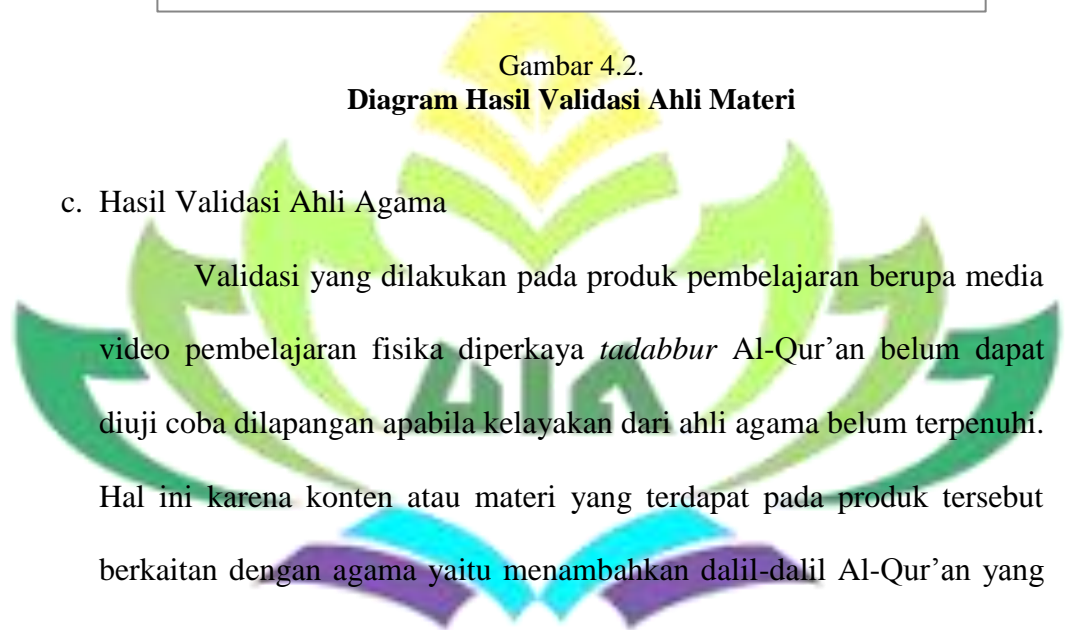 Gambar 4.2.
Diagram Hasil Validasi Ahli Materi
c. Hasil Validasi Ahli Agama
Validasi yang dilakukan pada produk pembelajaran berupa media
video pembelajaran fisika diperkaya tadabbur Al-Qur’an belum dapat
diuji coba dilapangan apabila kelayakan dari ahli agama belum terpenuhi.
Hal ini karena konten atau materi yang terdapat pada produk tersebut
berkaitan dengan agama yaitu menambahkan dalil-dalil Al-Qur’an yang